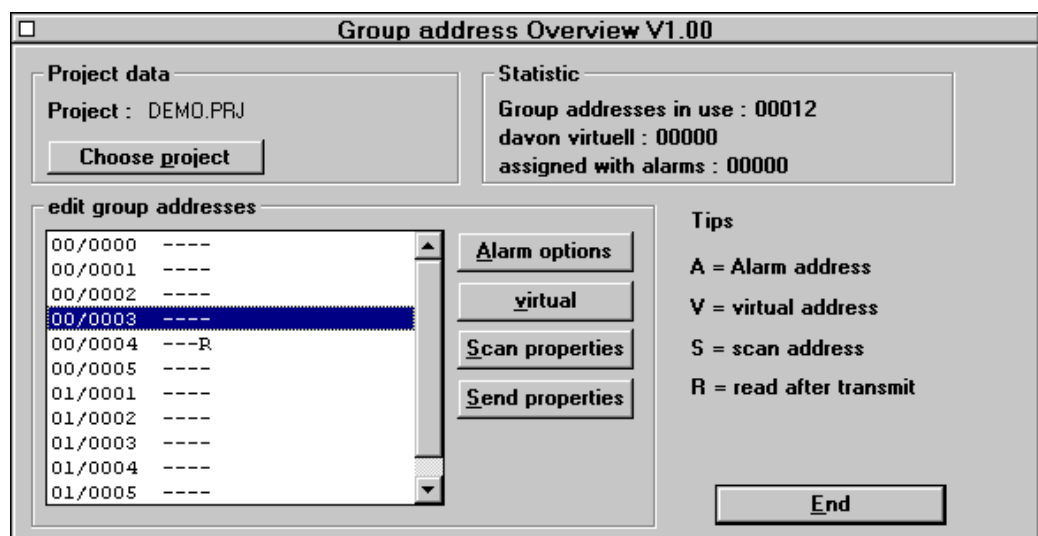 Group address Overview V1.00
Project data
Project : DEMO.PRJ
Choose project
Statistic
Group addresses in use : 00012
davon virtuell : 00000
assigned with alarms : 00000
edit group addresses
00/0000 ----
00/0001 ----
00/0002 ----
00/0003 ----
00/0004 ---R
00/0005 ----
01/0001 ----
01/0002 ----
01/0003 ----
01/0004 ----
01/0005 ----
Alarm options
virtual
Scan properties
Send properties
Tips
A = Alarm address
V = virtual address
S = scan address
R = read after transmit
End